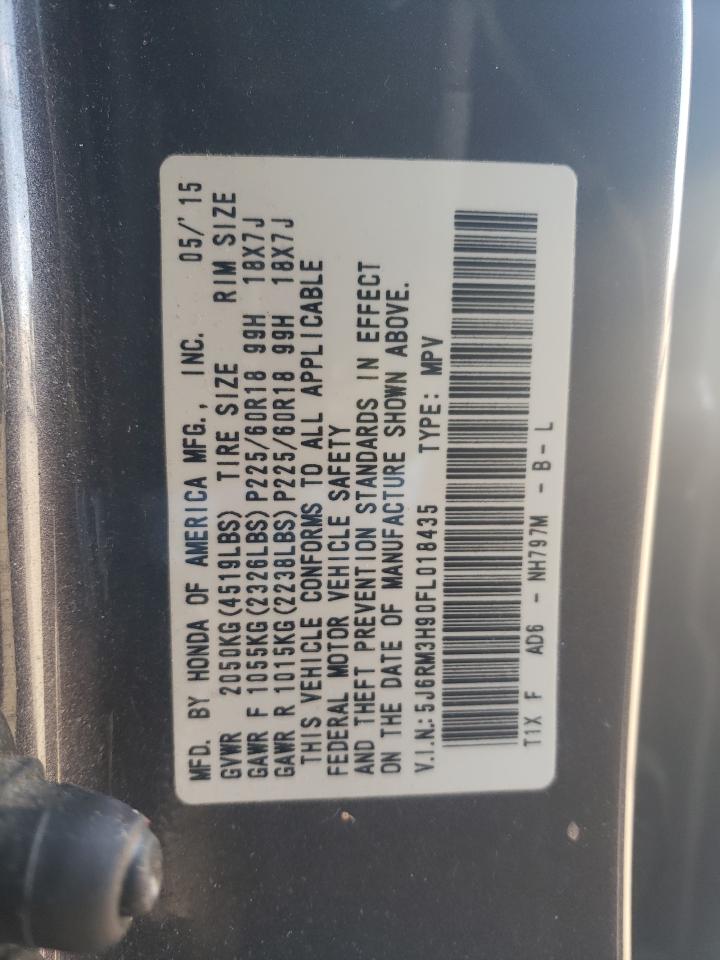 MFD. BY HONDA OF AMERICA MFG., INC. 05/'15
GVWR 2050KG(4519LBS) TIRE SIZE RIM SIZE
GAWR F 1055KG(2326LBS)P225/60R18 99H 18X7J
GAWR R 1015KG(2238LBS)P225/60R18 99H 18X7J
THIS VEHICLE CONFORMS TO ALL APPLICABLE
FEDERAL MOTOR VEHICLE SAFETY
AND THEFT PREVENTION STANDARDS IN EFFECT
ON THE DATE OF MANUFACTURE SHOWN ABOVE.
V.I.N.: 5J6RM3H90FL018435 TYPE: MPV
T1X F AD6 - NH797M - B - L